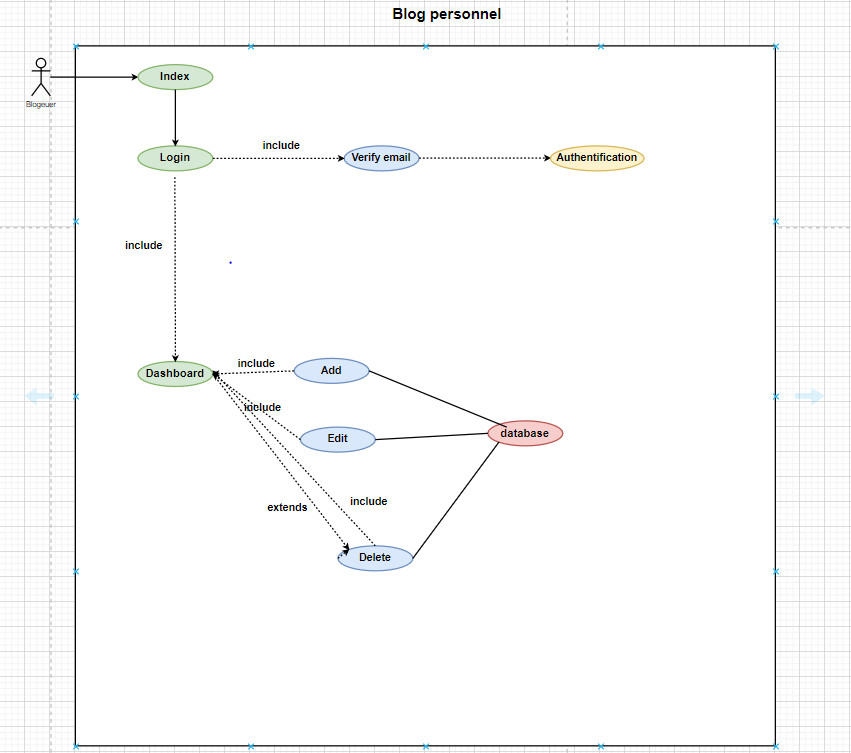 Blog personnel
Index
Blogeuer
include
Login
Verify email
Authentification
include
include
Add
Dashboard
include
Edit
database
include
extends
Delete